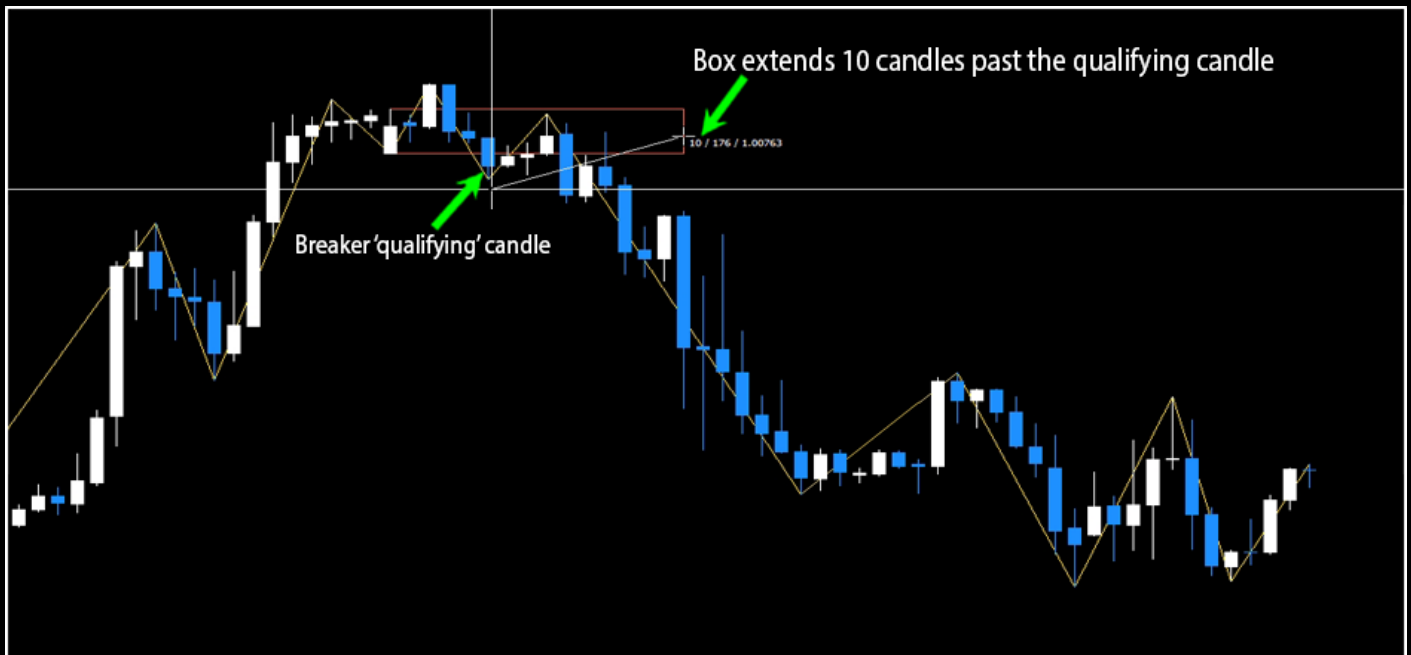 Box extends 10 candles past the qualifying candle
10 / 176 / 1.00763
Breaker ‘qualifying’ candle